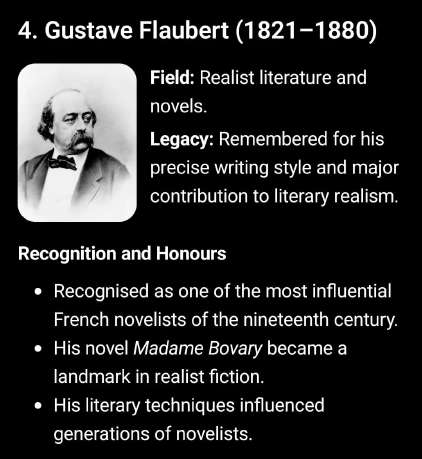 4. Gustave Flaubert (1821–1880)
Field: Realist literature and
novels.
Legacy: Remembered for his
precise writing style and major
contribution to literary realism.
Recognition and Honours
• Recognised as one of the most influential
French novelists of the nineteenth century.
• His novel Madame Bovary became a
landmark in realist fiction.
• His literary techniques influenced
generations of novelists.